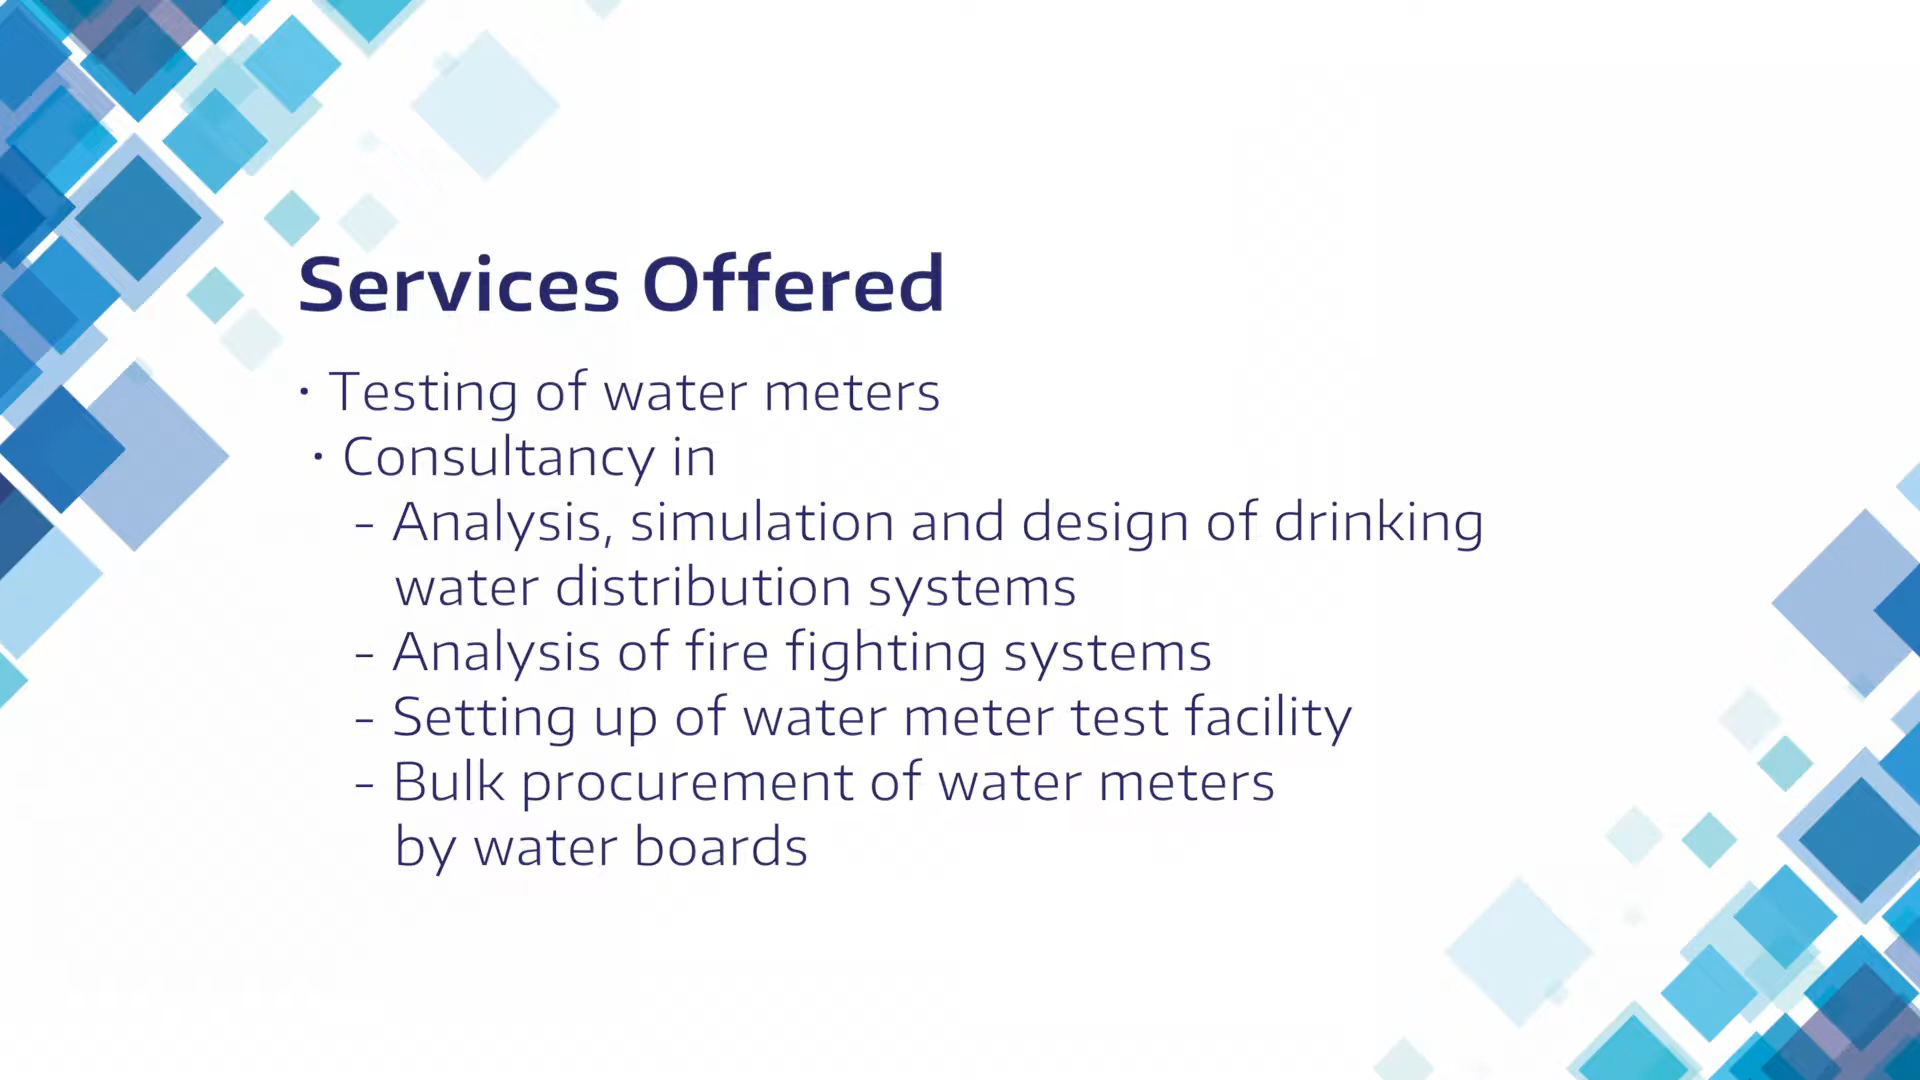 Services Offered
• Testing of water meters
• Consultancy in
- Analysis, simulation and design of drinking
water distribution systems
- Analysis of fire fighting systems
- Setting up of water meter test facility
- Bulk procurement of water meters
by water boards